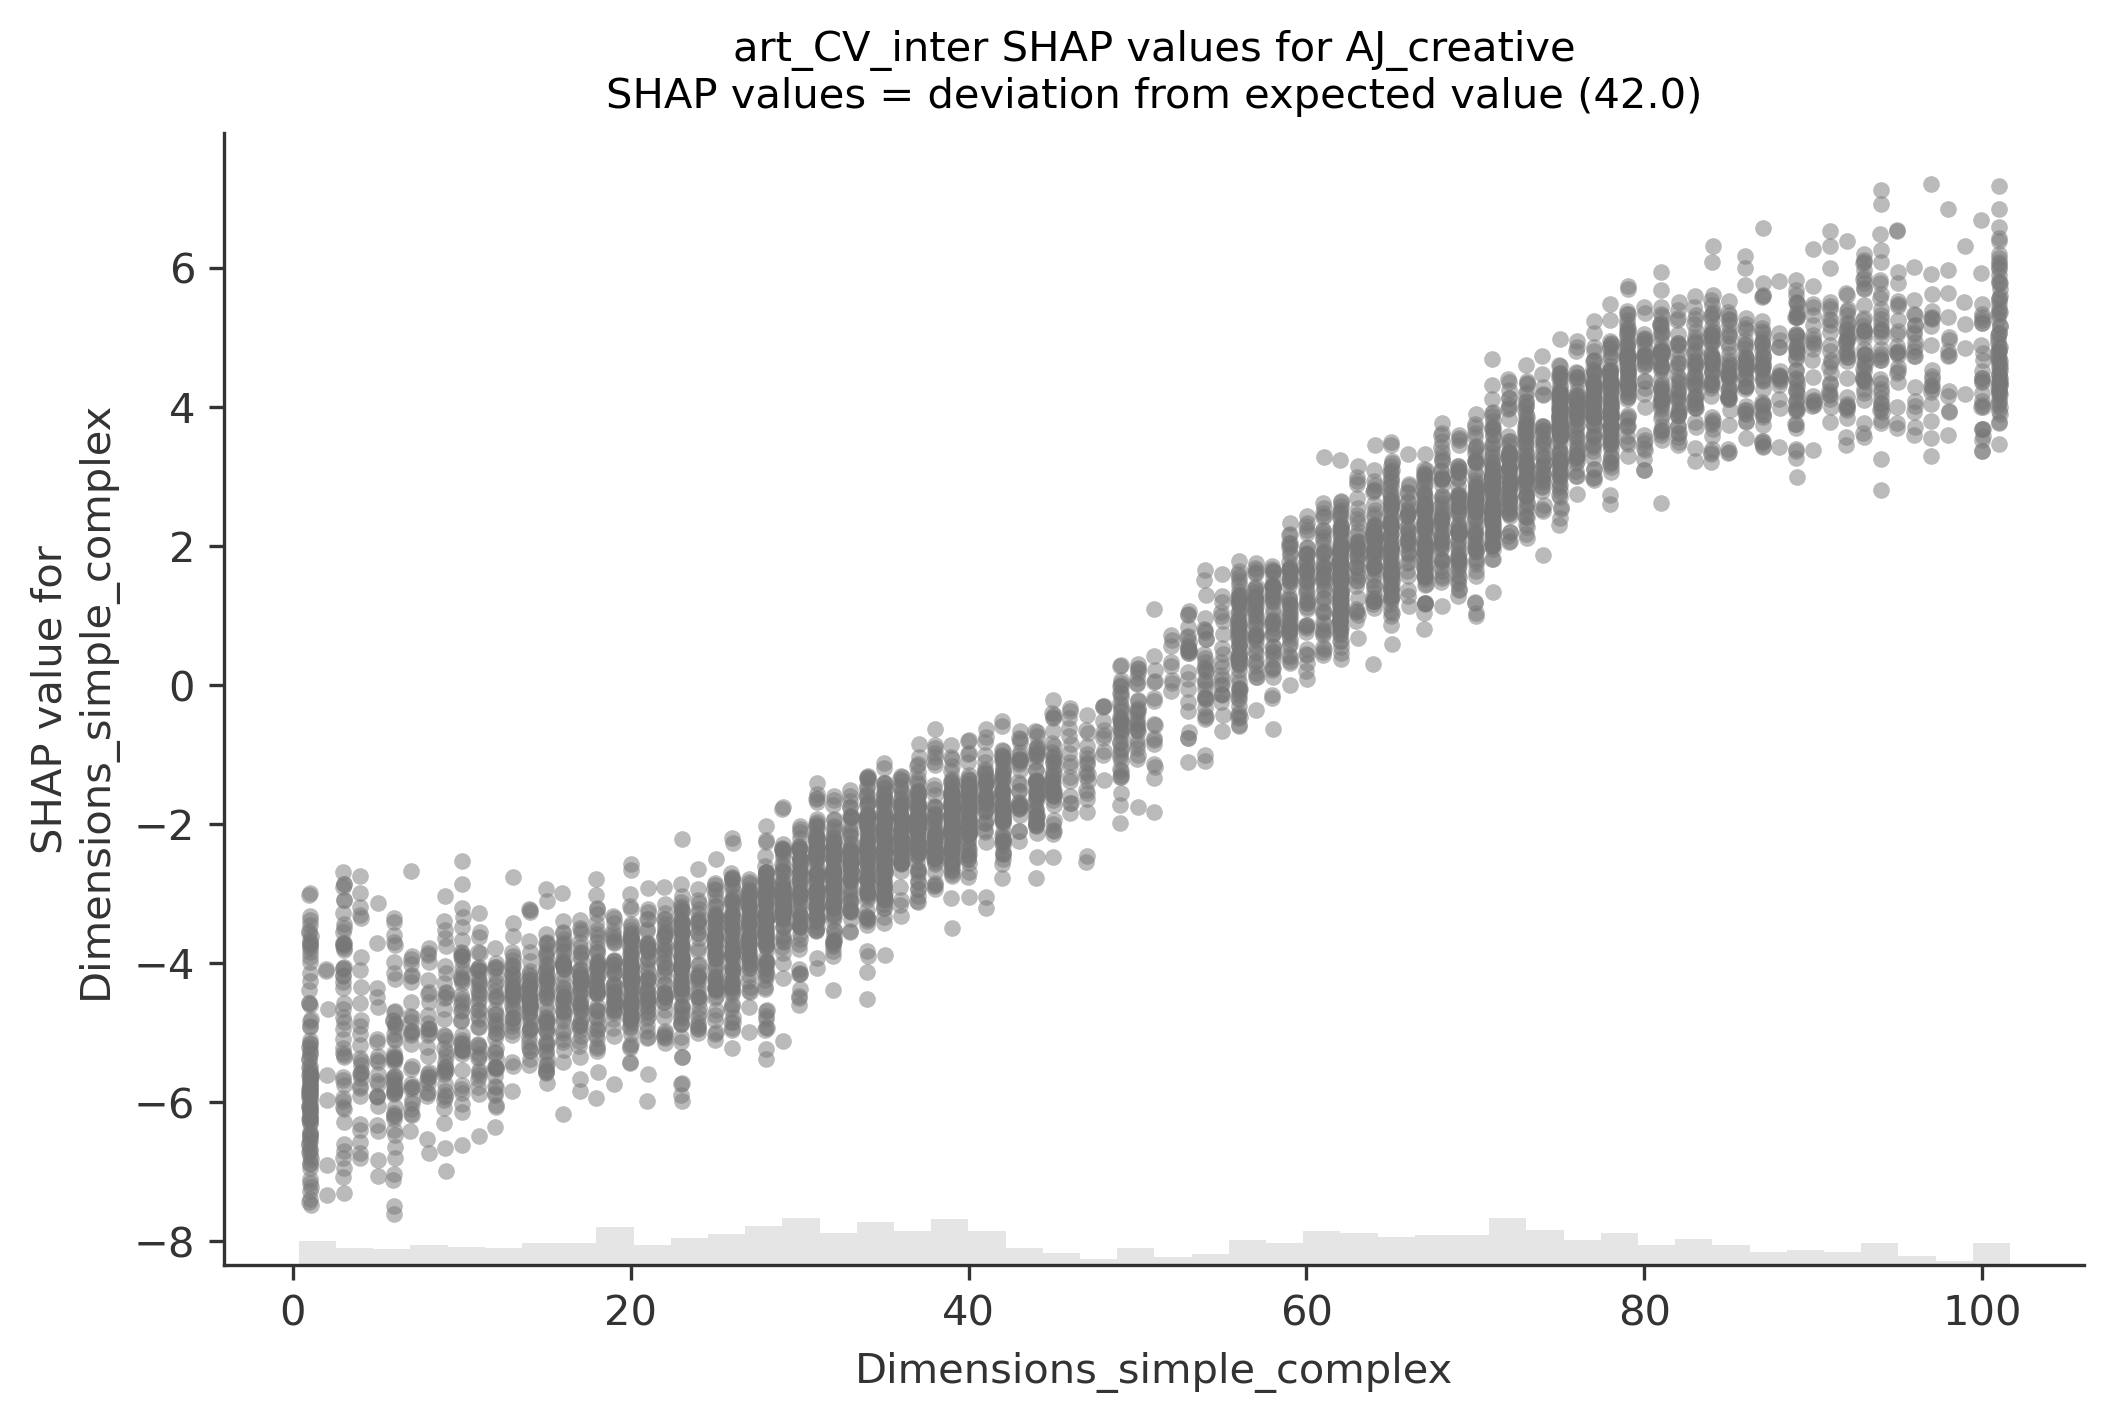 art_CV_inter SHAP values for AJ_creative
SHAP values = deviation from expected value (42.0)
SHAP value for
Dimensions_simple_complex
6
4
2
0
−2
−4
−6
−8
0 20 40 60 80 100
Dimensions_simple_complex